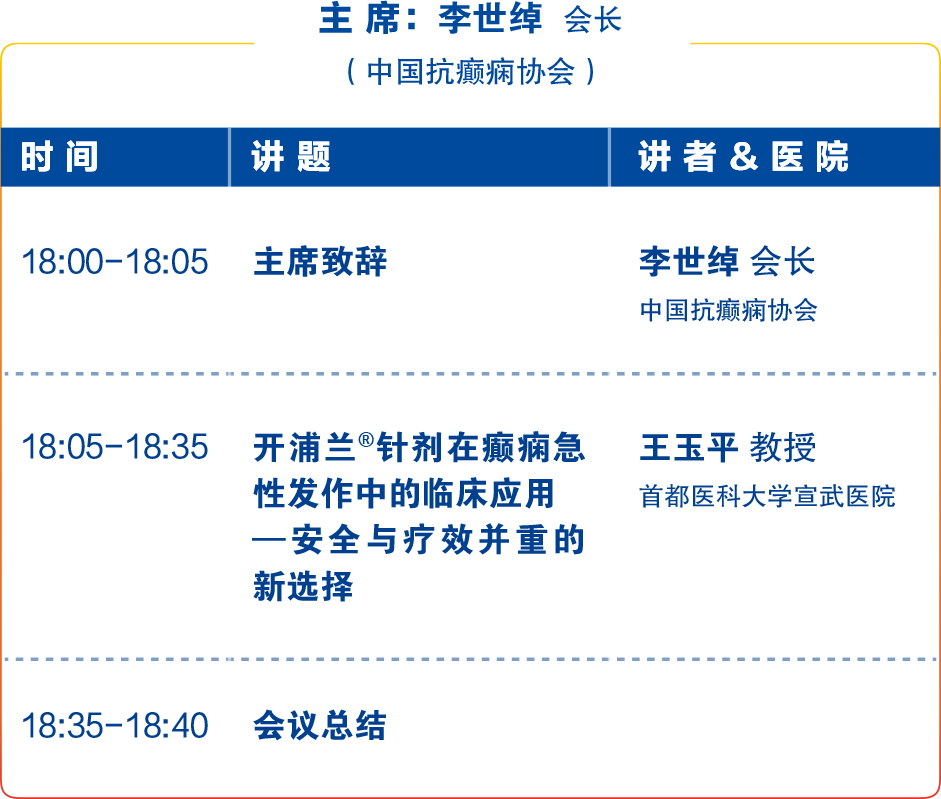 主 席：李世绰 会长
（中国抗癫痫协会）
时 间 讲 题 讲 者 & 医 院
18:00-18:05 主席致辞 李世绰 会长
中国抗癫痫协会
18:05-18:35 开浦兰®针剂在癫痫急 王玉平 教授
性发作中的临床应用 首都医科大学宣武医院
—安全与疗效并重的
新选择
18:35-18:40 会议总结